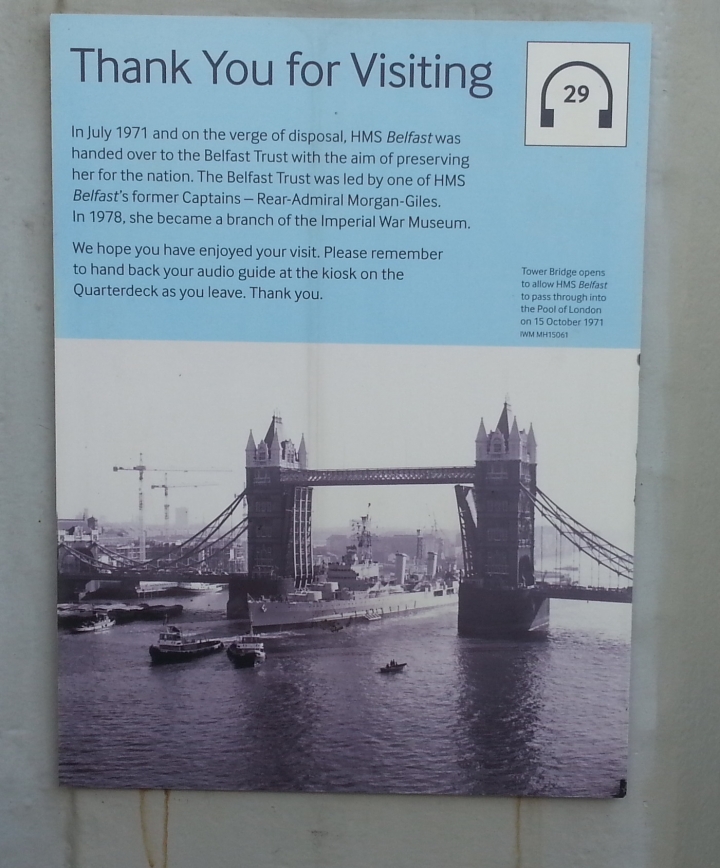 Thank You for Visiting
29
In July 1971 and on the verge of disposal, HMS Belfast was
handed over to the Belfast Trust with the aim of preserving
her for the nation. The Belfast Trust was led by one of HMS
Belfast's former Captains – Rear-Admiral Morgan-Giles.
In 1978, she became a branch of the Imperial War Museum.
We hope you have enjoyed your visit. Please remember
to hand back your audio guide at the kiosk on the
Quarterdeck as you leave. Thank you.
Tower Bridge opens
to allow HMS Belfast
to pass through into
the Pool of London
on 15 October 1971
IWM MH15061